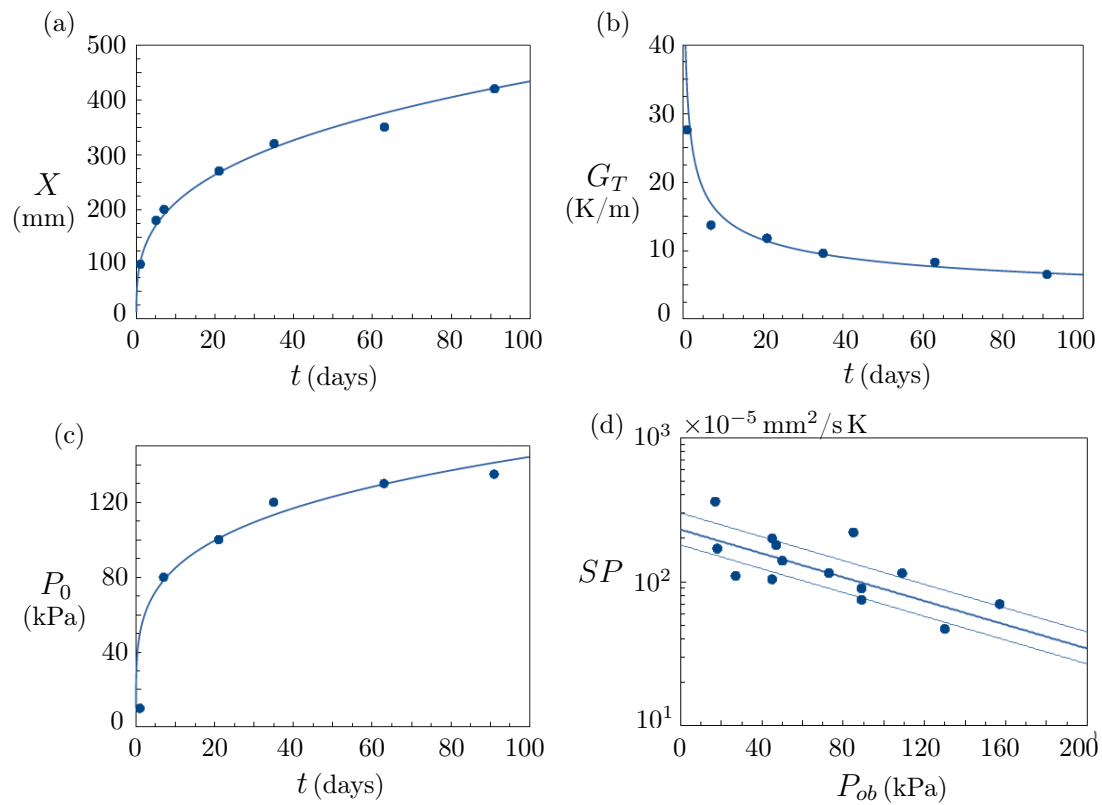 (a)
500
400
300
200
100
0
X
(mm)
0 20 40 60 80 100
t (days)
(b)
40
30
20
10
0
G_T
(K/m)
0 20 40 60 80 100
t (days)
(c)
120
80
40
0
P_0
(kPa)
0 20 40 60 80 100
t (days)
(d)
×10^{-5} mm^2/s K
10^3
10^2
10^1
SP
0 40 80 120 160 200
P_{ob} (kPa)